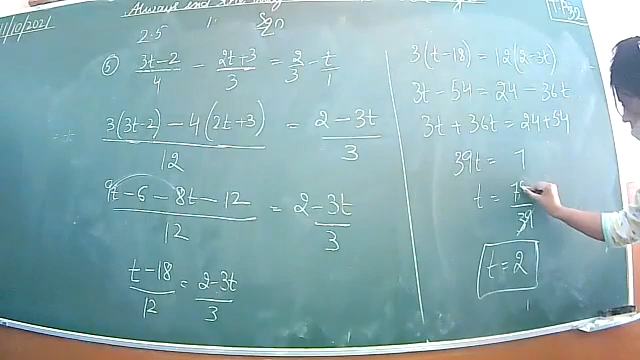 11/10/2021
2.5
⑤ (3t-2)/4 - (2t+3)/3 = 2/3 - t/1
(3(3t-2) - 4(2t+3))/12 = (2-3t)/3
(9t-6-8t-12)/12 = (2-3t)/3
(t-18)/12 = (2-3t)/3
3(t-18) = 12(2-3t)
3t - 54 = 24 - 36t
3t + 36t = 24+54
39t = 7
t = 78/39
t = 2